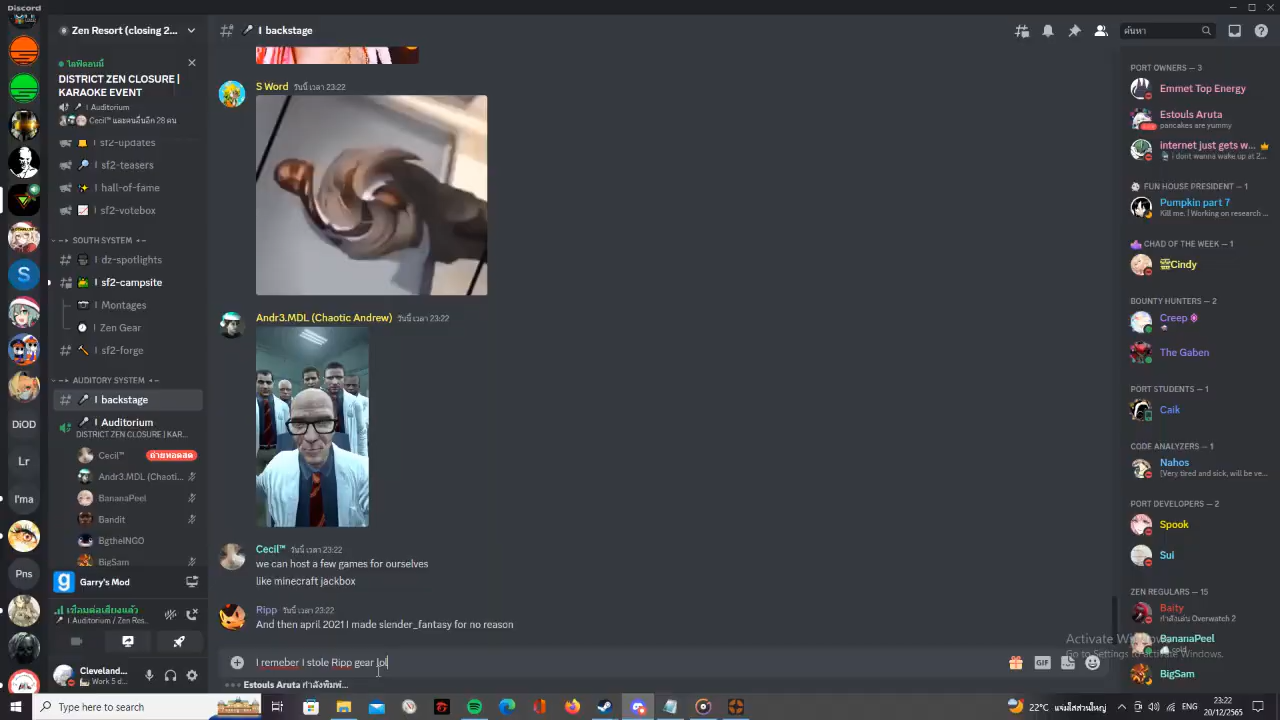 Discord
Zen Resort (closing 2...
I backstage
ค้นหา
ไลฟ์ตอนนี้
DISTRICT ZEN CLOSURE |
KARAOKE EVENT
I Auditorium
Cecil™ และคนอื่นอีก 28 คน
I sf2-updates
I sf2-teasers
I hall-of-fame
I sf2-votebox
SOUTH SYSTEM
I dz-spotlights
I sf2-campsite
I Montages
I Zen Gear
I sf2-forge
AUDITORY SYSTEM
I backstage
I Auditorium
DISTRICT ZEN CLOSURE | KAR...
Cecil™
ถ่ายทอดสด
Andr3.MDL (Chaoti...
BananaPeel
Bandit
BgtheINGO
BigSam
Garry's Mod
เชื่อมต่อเสียงแล้ว
I Auditorium / Zen Res...
Cleveland...
Work 5 d...
S
DiOD
Lr
I'ma
Pns
S Word วันนี้ เวลา 23:22
Andr3.MDL (Chaotic Andrew) วันนี้ เวลา 23:22
Cecil™ วันนี้ เวลา 23:22
we can host a few games for ourselves
like minecraft jackbox
Ripp วันนี้ เวลา 23:22
And then april 2021 I made slender_fantasy for no reason
I remeber I stole Ripp gear lol
GIF
Estouls Aruta กำลังพิมพ์...
PORT OWNERS — 3
Emmet Top Energy
Estouls Aruta
pancakes are yummy
internet just gets w...
i dont wanna wake up at 2...
FUN HOUSE PRESIDENT — 1
Pumpkin part 7
Kill me. I Working on research ...
CHAD OF THE WEEK — 1
Cindy
BOUNTY HUNTERS — 2
Creep
The Gaben
PORT STUDENTS — 1
Caik
CODE ANALYZERS — 1
Nahos
[Very tired and sick, will be ve...
PORT DEVELOPERS — 2
Spook
Sui
ZEN REGULARS — 15
Baity
กำลังเล่น Overwatch 2
BananaPeel
cold
BigSam
Activate Windows
Go to Settings to activate Windows.
Type here to search
22°C
ENG
23:22
20/12/2565